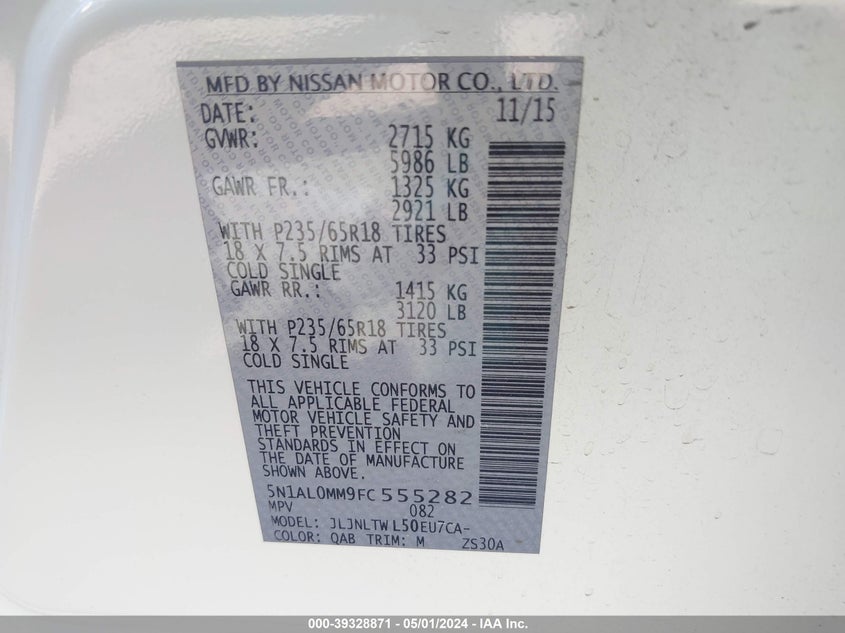 MFD BY NISSAN MOTOR CO., LTD.
DATE: 11/15
GVWR: 2715 KG
5986 LB
GAWR FR.: 1325 KG
2921 LB
WITH P235/65R18 TIRES
18 X 7.5 RIMS AT 33 PSI
COLD SINGLE
GAWR RR.: 1415 KG
3120 LB
WITH P235/65R18 TIRES
18 X 7.5 RIMS AT 33 PSI
COLD SINGLE
THIS VEHICLE CONFORMS TO
ALL APPLICABLE FEDERAL
MOTOR VEHICLE SAFETY AND
THEFT PREVENTION
STANDARDS IN EFFECT ON
THE DATE OF MANUFACTURE
SHOWN ABOVE.
5N1AL0MM9FC555282
MPV 082
MODEL: JLJNLTW L50EU7CA-
COLOR: QAB TRIM: M ZS30A
000-39328871 - 05/01/2024 - IAA Inc.